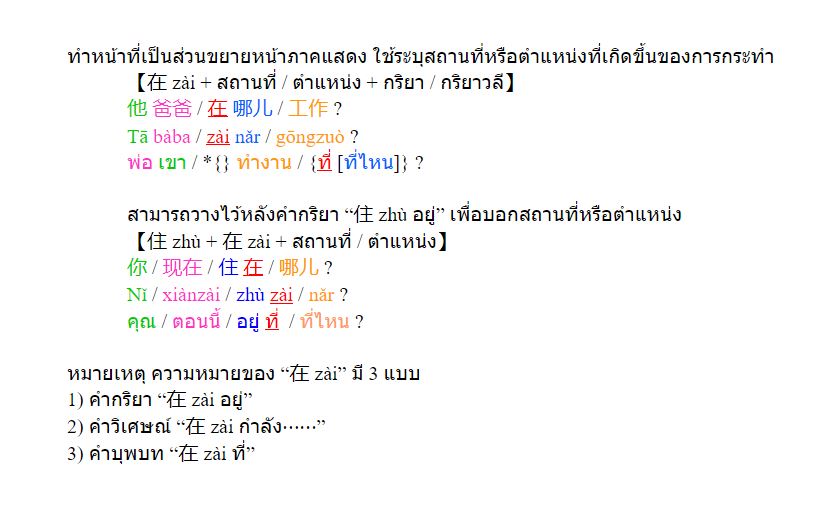 ทำหน้าที่เป็นส่วนขยายหน้าภาคแสดง ใช้ระบุสถานที่หรือตำแหน่งที่เกิดขึ้นของการกระทำ
【在 zài + สถานที่ / ตำแหน่ง + กริยา / กริยาวลี】
他 爸爸 / 在 哪儿 / 工作 ?
Tā bàba / zài nǎr / gōngzuò ?
พ่อ เขา / *{} ทำงาน / {ที่ [ที่ไหน]} ?
สามารถวางไว้หลังคำกริยา “住 zhù อยู่” เพื่อบอกสถานที่หรือตำแหน่ง
【住 zhù + 在 zài + สถานที่ / ตำแหน่ง】
你 / 现在 / 住 在 / 哪儿 ?
Nǐ / xiànzài / zhù zài / nǎr ?
คุณ / ตอนนี้ / อยู่ ที่ / ที่ไหน ?
หมายเหตุ ความหมายของ “在 zài” มี 3 แบบ
1) คำกริยา “在 zài อยู่”
2) คำวิเศษณ์ “在 zài กำลัง······”
3) คำบุพบท “在 zài ที่”